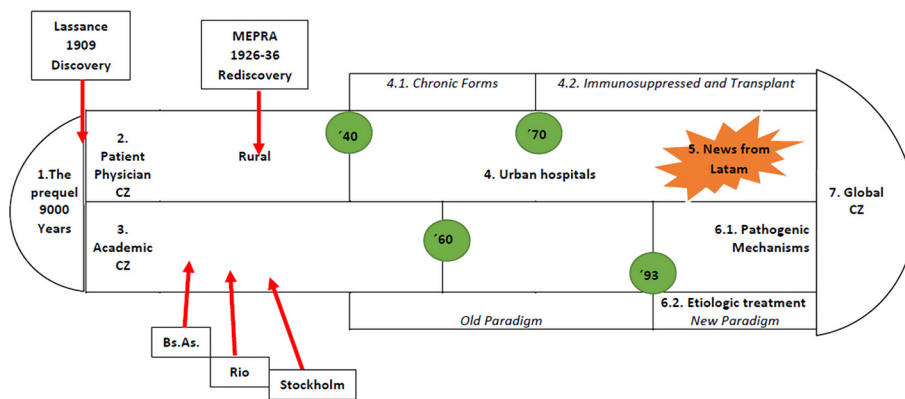 Lassance
1909
Discovery
MEPRA
1926-36
Rediscovery
4.1. Chronic Forms
4.2. Immunosuppressed and Transplant
´40
´70
2.
Patient
Physician
CZ
Rural
4. Urban hospitals
5. News from
Latam
1.The
prequel
9000
Years
7. Global
CZ
3.
Academic
CZ
´60
´93
6.1. Pathogenic
Mechanisms
6.2. Etiologic treatment
Old Paradigm
New Paradigm
Bs.As.
Rio
Stockholm